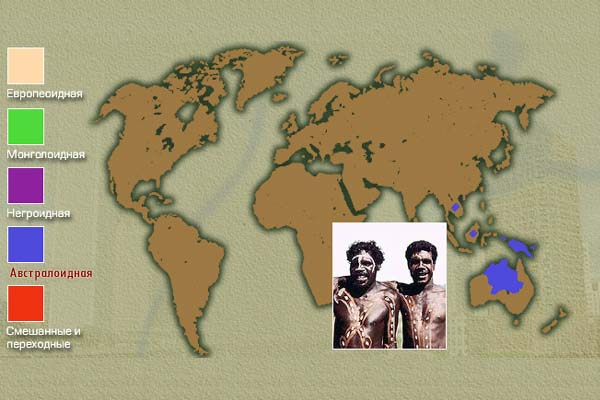 Европеоидная
Монголоидная
Негроидная
Австралоидная
Смешанные и
переходные